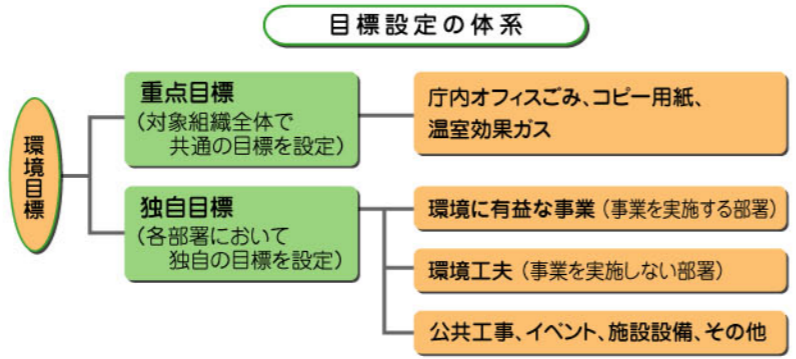 目標設定の体系
環境目標
重点目標
(対象組織全体で
共通の目標を設定)
庁内オフィスごみ、コピー用紙、
温室効果ガス
独自目標
(各部署において
独自の目標を設定)
環境に有益な事業(事業を実施する部署)
環境工夫(事業を実施しない部署)
公共工事、イベント、施設設備、その他